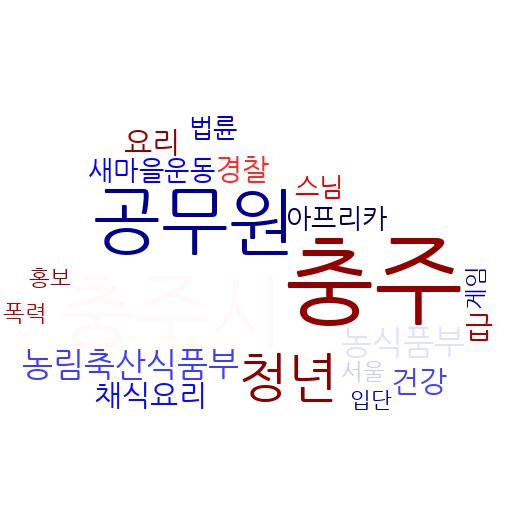 법륜
요리
새마을운동
경찰
스님
공무원
아프리카
충주
홍보
게임
충주시
폭력
급
농식품부
농림축산식품부
청년
서울
건강
채식요리
입단